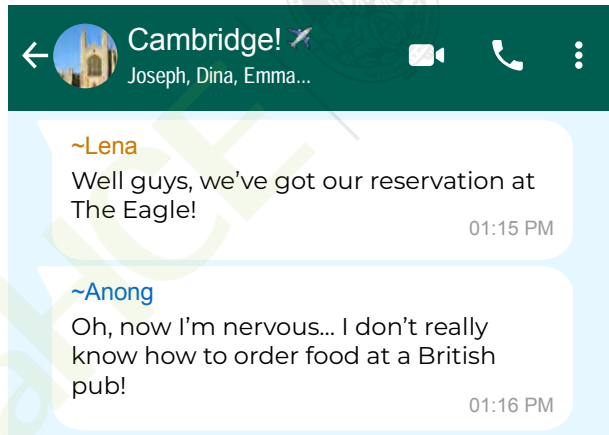 Cambridge! ✈
Joseph, Dina, Emma...
~Lena
Well guys, we've got our reservation at
The Eagle!
01:15 PM
~Anong
Oh, now I'm nervous... I don't really
know how to order food at a British
pub!
01:16 PM